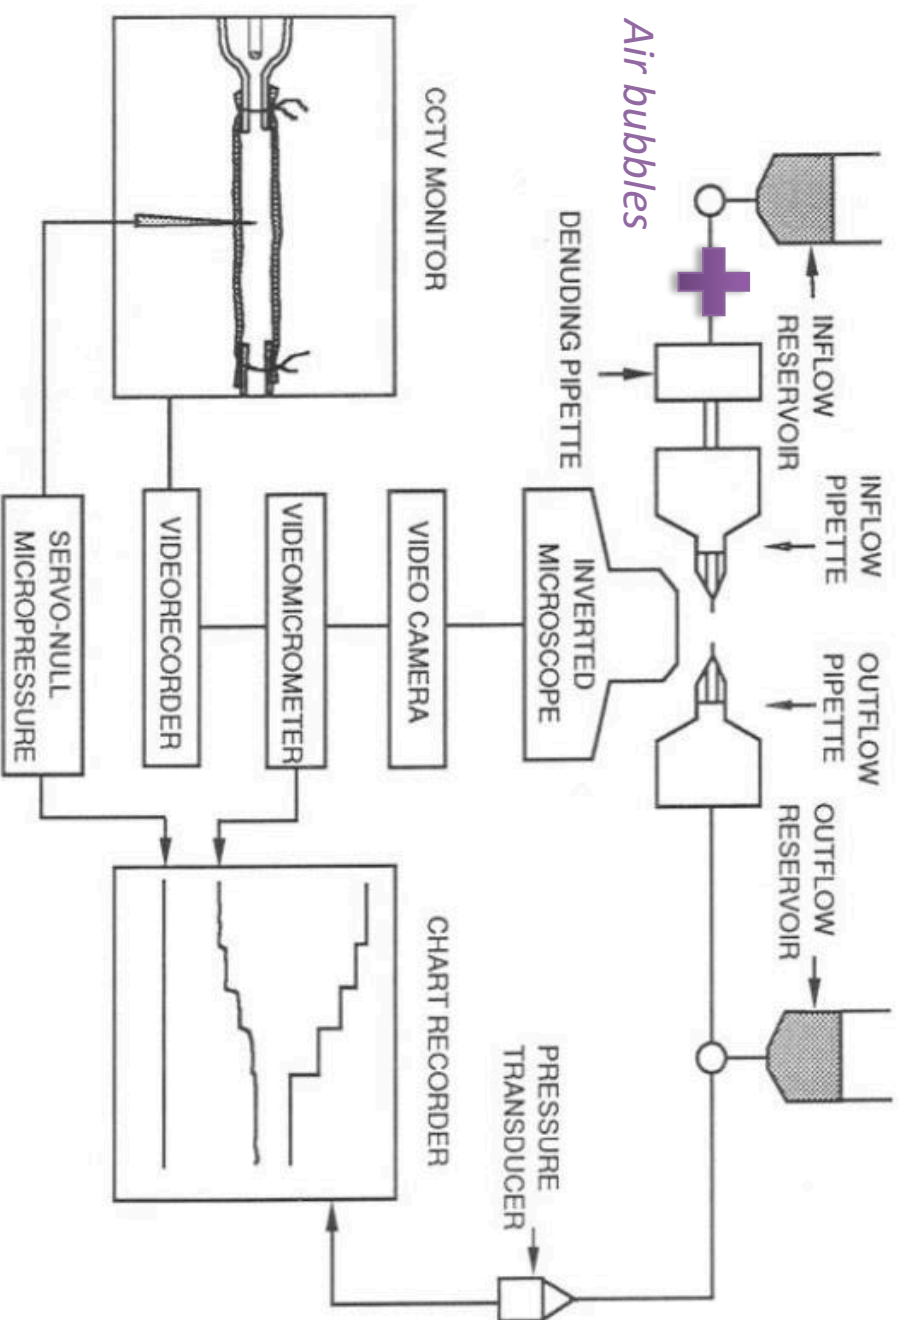 Air bubbles
INFLOW
RESERVOIR
INFLOW
PIPETTE
OUTFLOW
PIPETTE
OUTFLOW
RESERVOIR
DENUDING PIPETTE
INVERTED
MICROSCOPE
PRESSURE
TRANSDUCER
CCTV MONITOR
VIDEO CAMERA
CHART RECORDER
VIDEOMICROMETER
VIDEORECORDER
SERVO-NULL
MICROPRESSURE